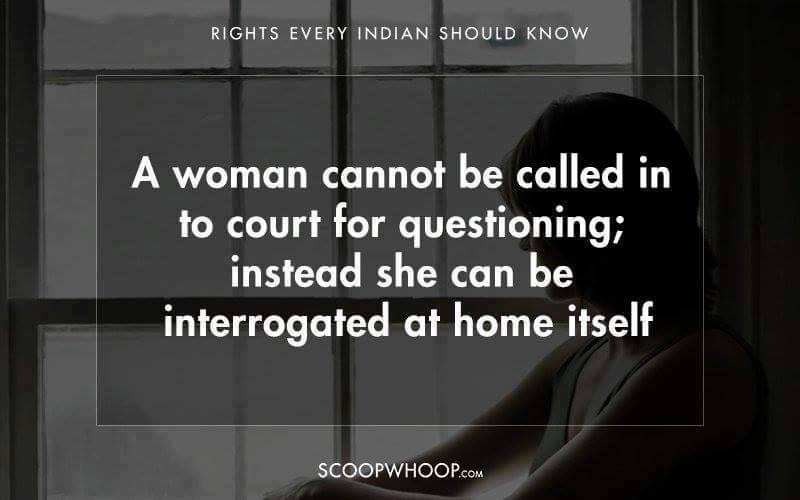 RIGHTS EVERY INDIAN SHOULD KNOW
A woman cannot be called in
to court for questioning;
instead she can be
interrogated at home itself
SCOOPWHOOP.COM